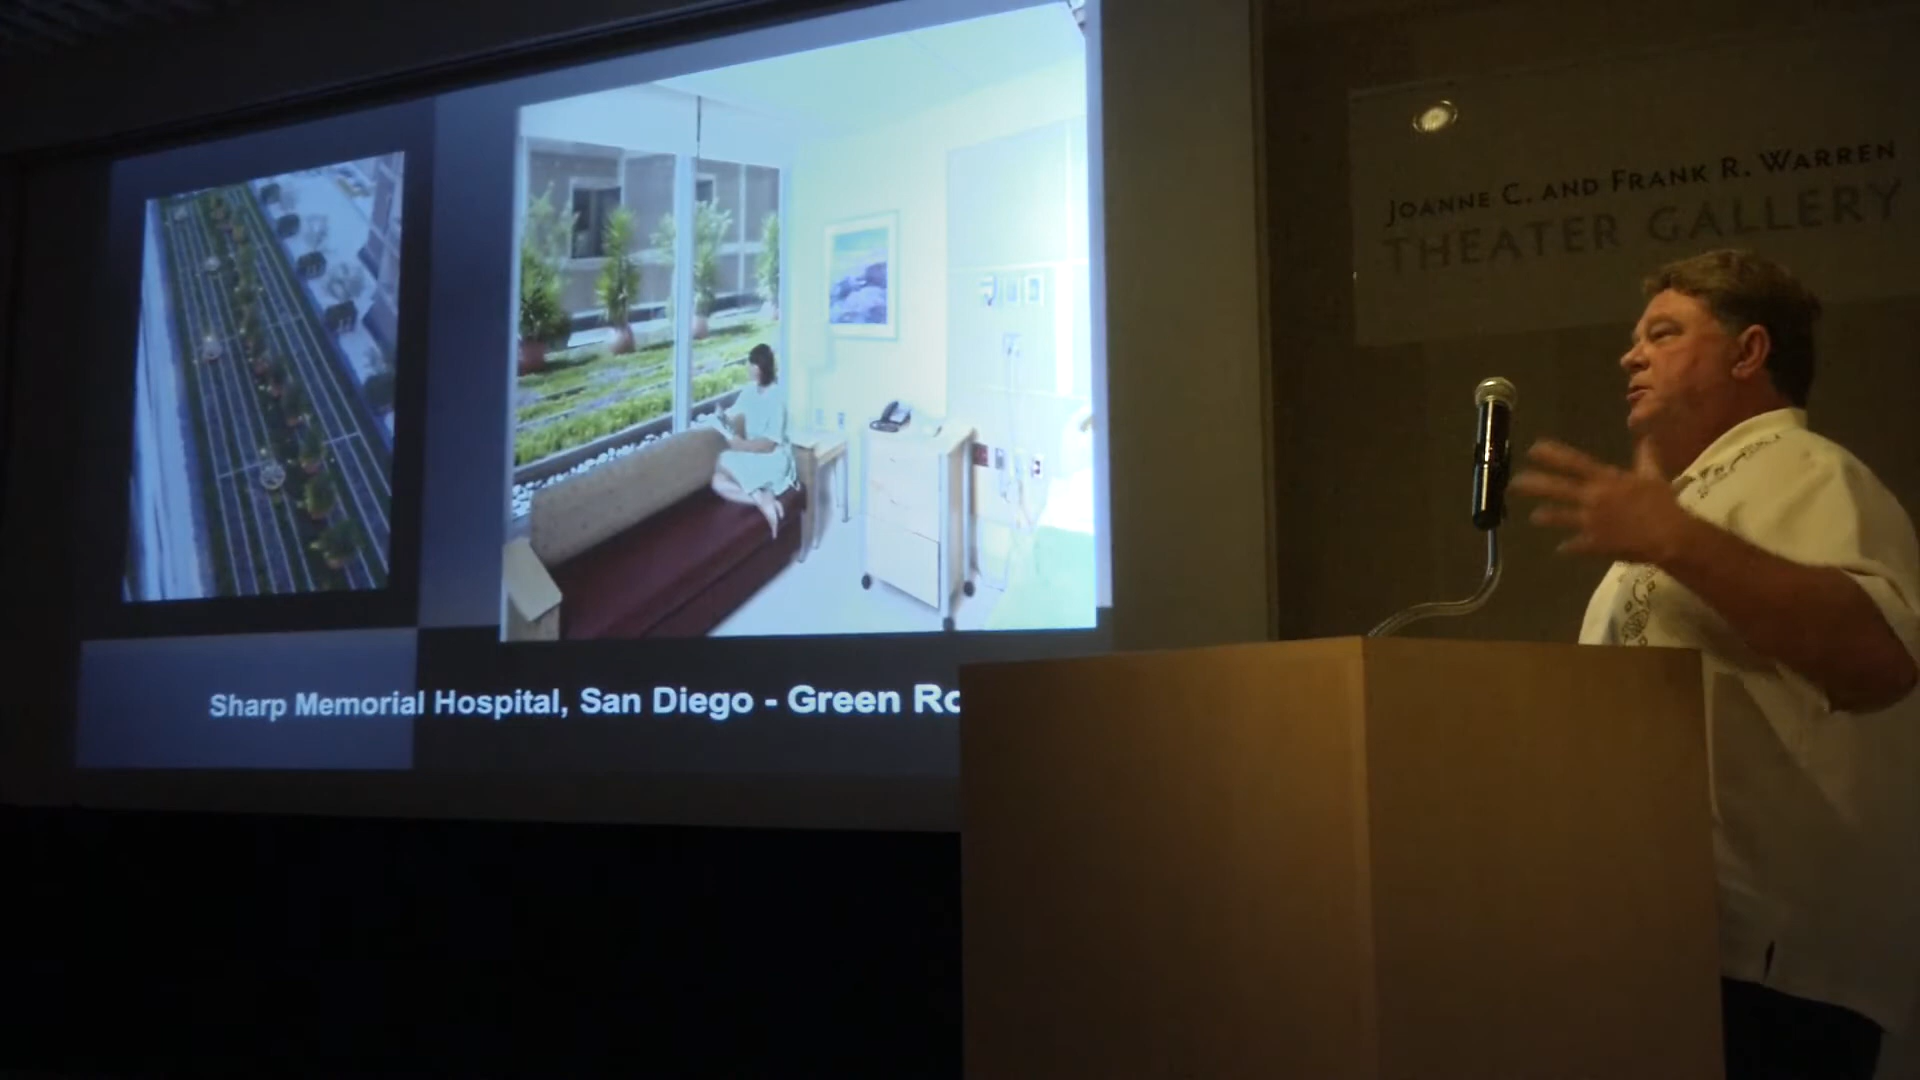 JOANNE C. AND FRANK R. WARREN
THEATER GALLERY
Sharp Memorial Hospital, San Diego - Green Ro